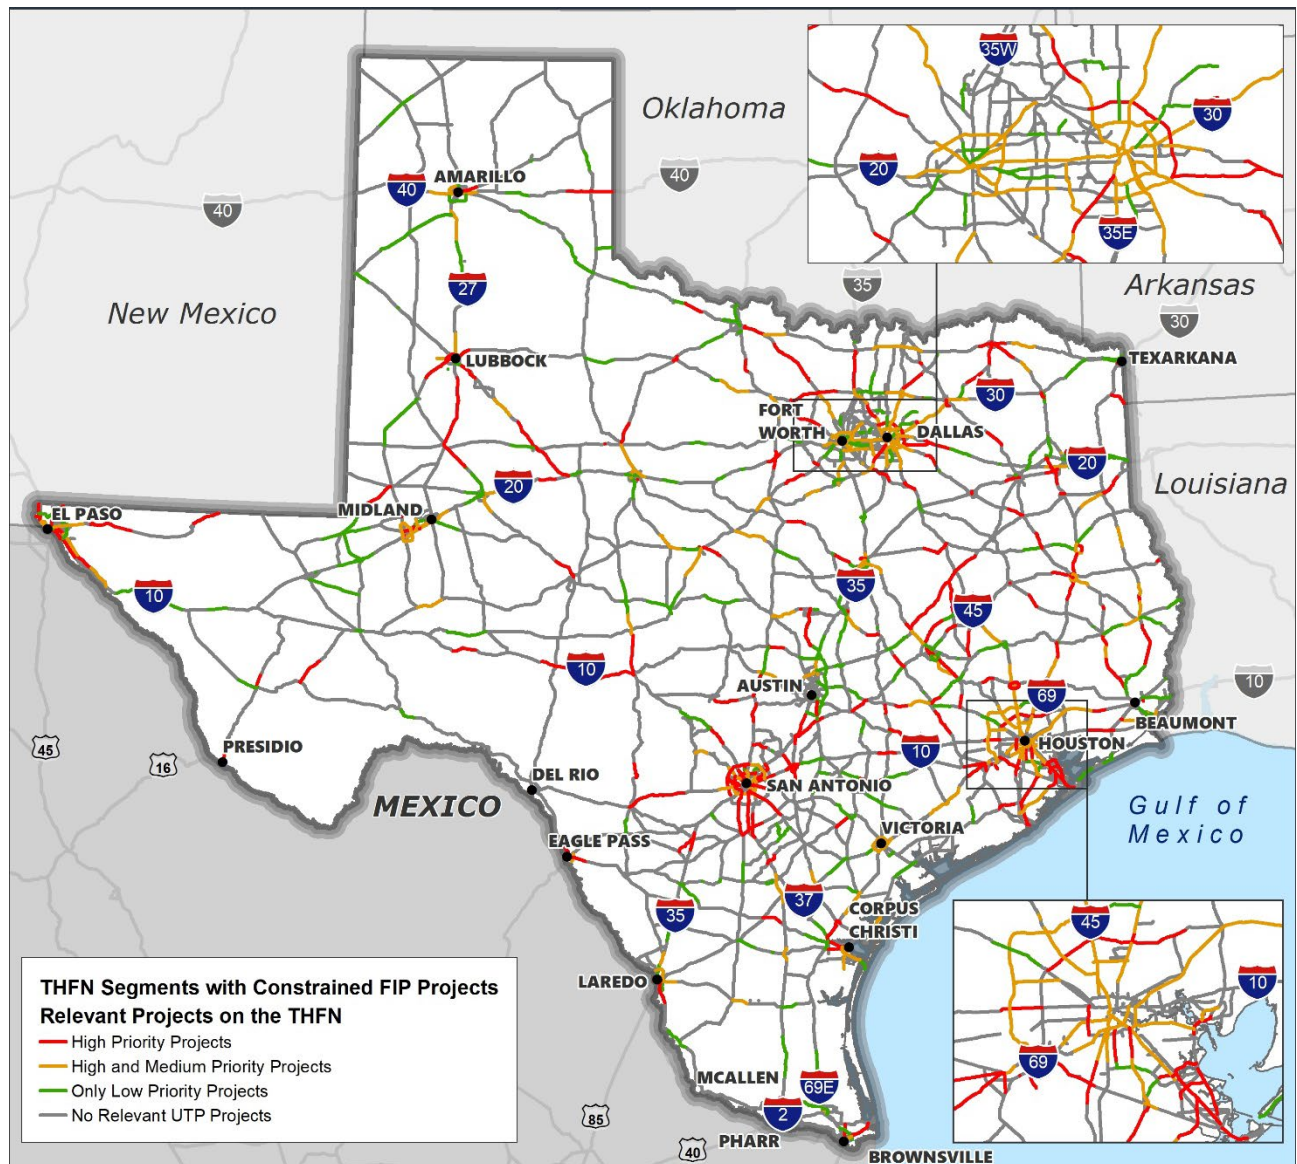 Oklahoma
35W
30
20
35E
40
AMARILLO
40
40
New Mexico
27
35
Arkansas
30
LUBBOCK
TEXARKANA
30
FORT
WORTH
DALLAS
20
Louisiana
20
MIDLAND
EL PASO
10
35
45
10
AUSTIN
69
10
BEAUMONT
45
16
PRESIDIO
10
HOUSTON
DEL RIO
SAN ANTONIO
MEXICO
Gulf of
Mexico
VICTORIA
EAGLE PASS
37
35
CORPUS
CHRISTI
45
10
69
LAREDO
THFN Segments with Constrained FIP Projects
Relevant Projects on the THFN
High Priority Projects
High and Medium Priority Projects
Only Low Priority Projects
No Relevant UTP Projects
MCALLEN
69E
2
85
PHARR
40
BROWNSVILLE